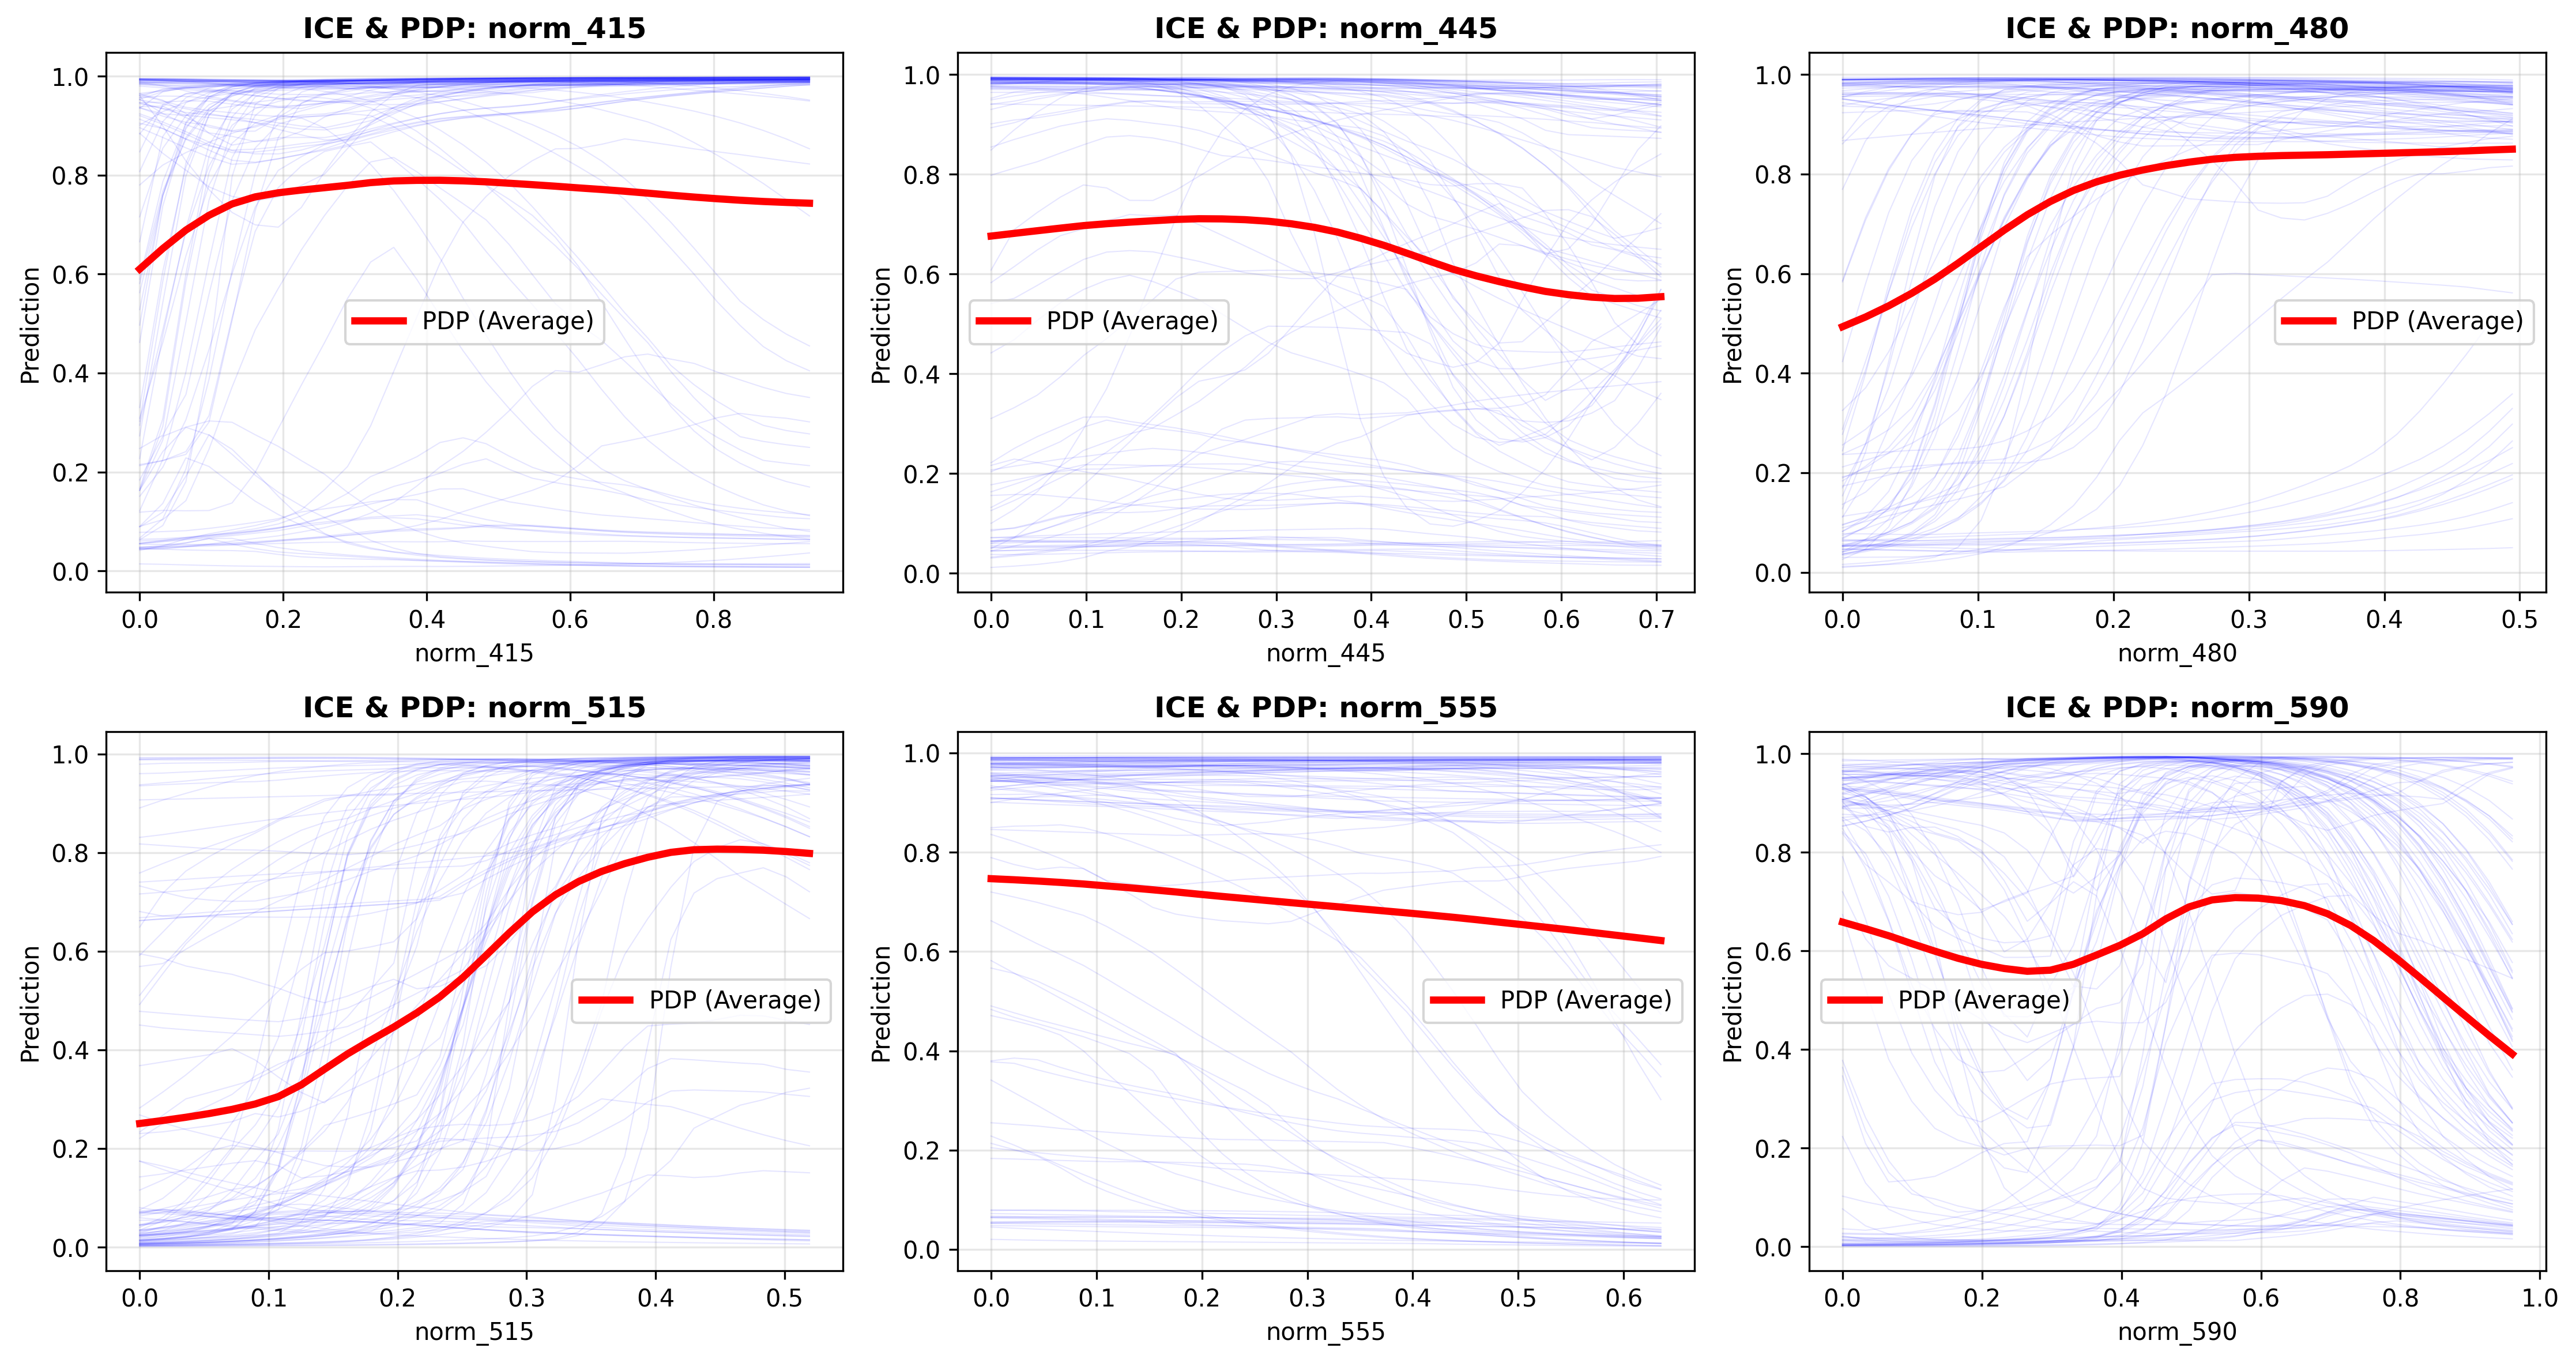 ICE & PDP: norm_415
1.0
0.8
0.6
0.4
0.2
0.0
Prediction
PDP (Average)
0.0 0.2 0.4 0.6 0.8
norm_415
ICE & PDP: norm_445
1.0
0.8
0.6
0.4
0.2
0.0
Prediction
PDP (Average)
0.0 0.1 0.2 0.3 0.4 0.5 0.6 0.7
norm_445
ICE & PDP: norm_480
1.0
0.8
0.6
0.4
0.2
0.0
Prediction
PDP (Average)
0.0 0.1 0.2 0.3 0.4 0.5
norm_480
ICE & PDP: norm_515
1.0
0.8
0.6
0.4
0.2
0.0
Prediction
PDP (Average)
0.0 0.1 0.2 0.3 0.4 0.5
norm_515
ICE & PDP: norm_555
1.0
0.8
0.6
0.4
0.2
0.0
Prediction
PDP (Average)
0.0 0.1 0.2 0.3 0.4 0.5 0.6
norm_555
ICE & PDP: norm_590
1.0
0.8
0.6
0.4
0.2
0.0
Prediction
PDP (Average)
0.0 0.2 0.4 0.6 0.8 1.0
norm_590